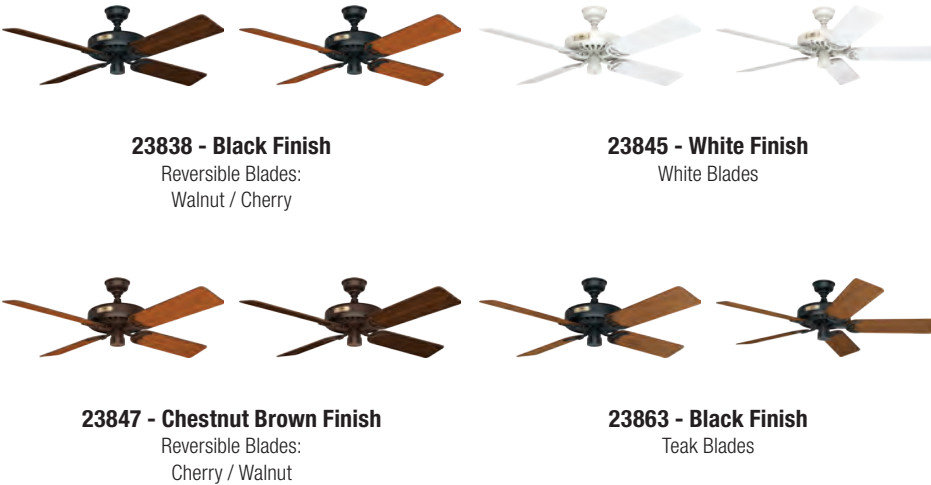 23838 - Black Finish
Reversible Blades:
Walnut / Cherry
23845 - White Finish
White Blades
23847 - Chestnut Brown Finish
Reversible Blades:
Cherry / Walnut
23863 - Black Finish
Teak Blades